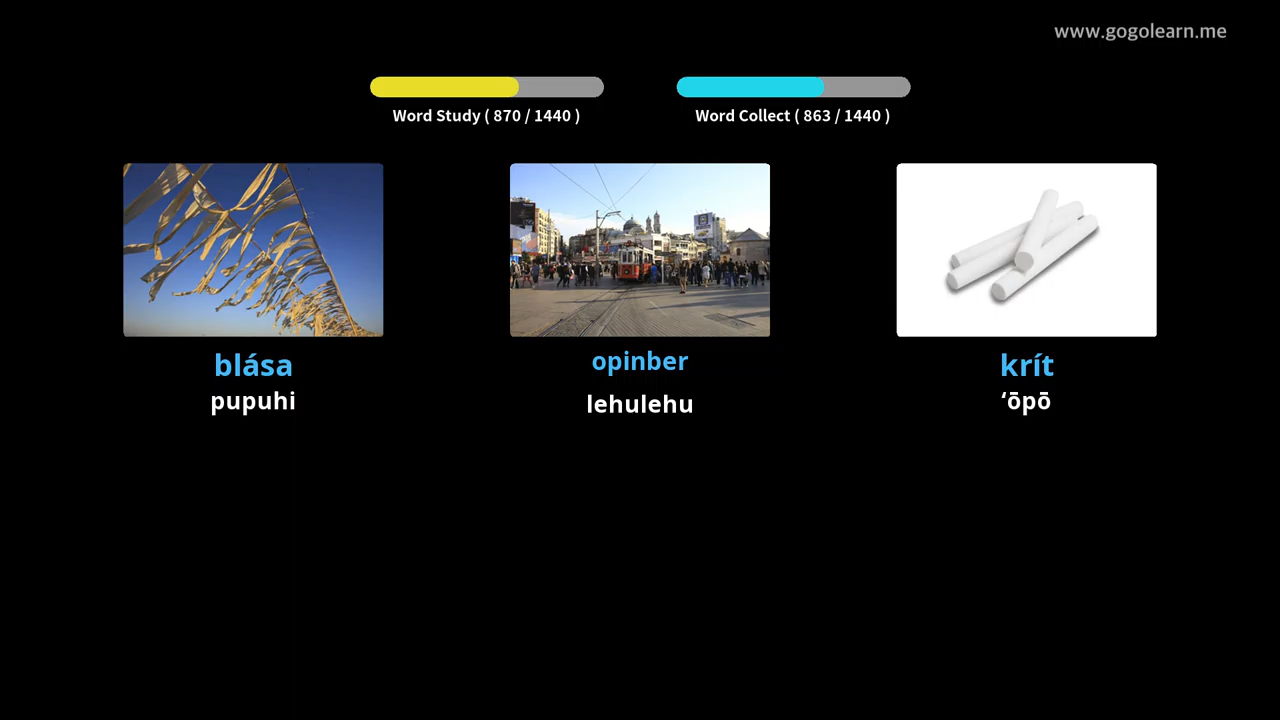 www.gogolearn.me
Word Study ( 870 / 1440 )
Word Collect ( 863 / 1440 )
blása
pupuhi
opinber
lehulehu
krít
ʻōpō